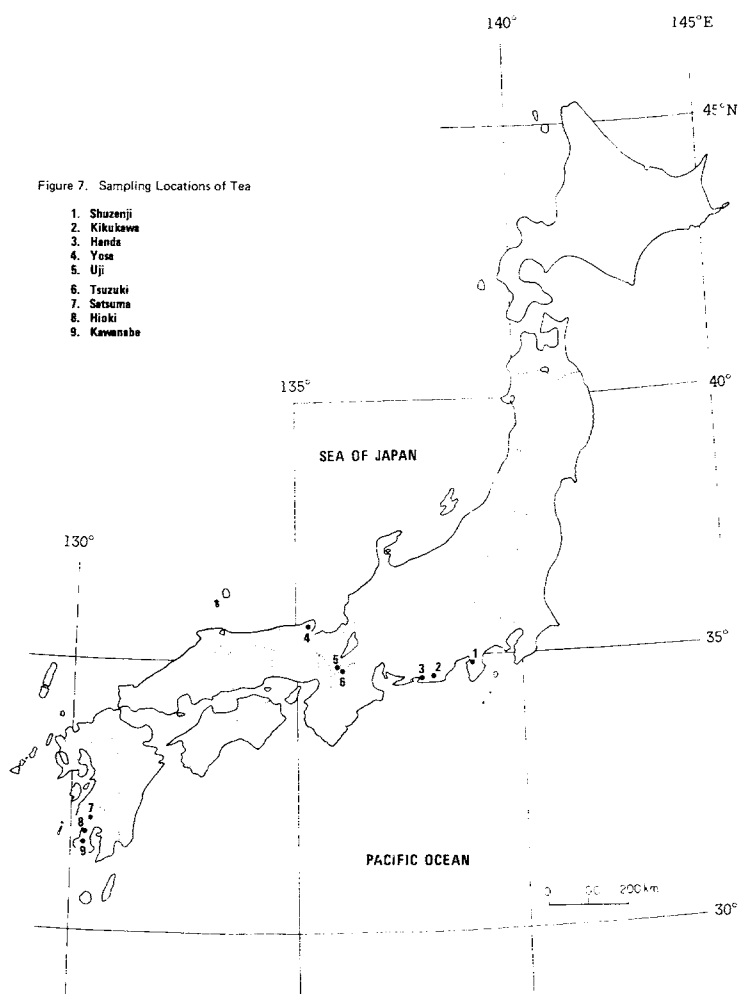 140°
145°E
45°N
Figure 7. Sampling Locations of Tea
1. Shuzenji
2. Kikukawa
3. Handa
4. Yosa
5. Uji
6. Tsuzuki
7. Satsuma
8. Hioki
9. Kawanabe
40°
135°
SEA OF JAPAN
130°
35°
4
5
6
3
2
1
7
8
9
PACIFIC OCEAN
200 km
30°